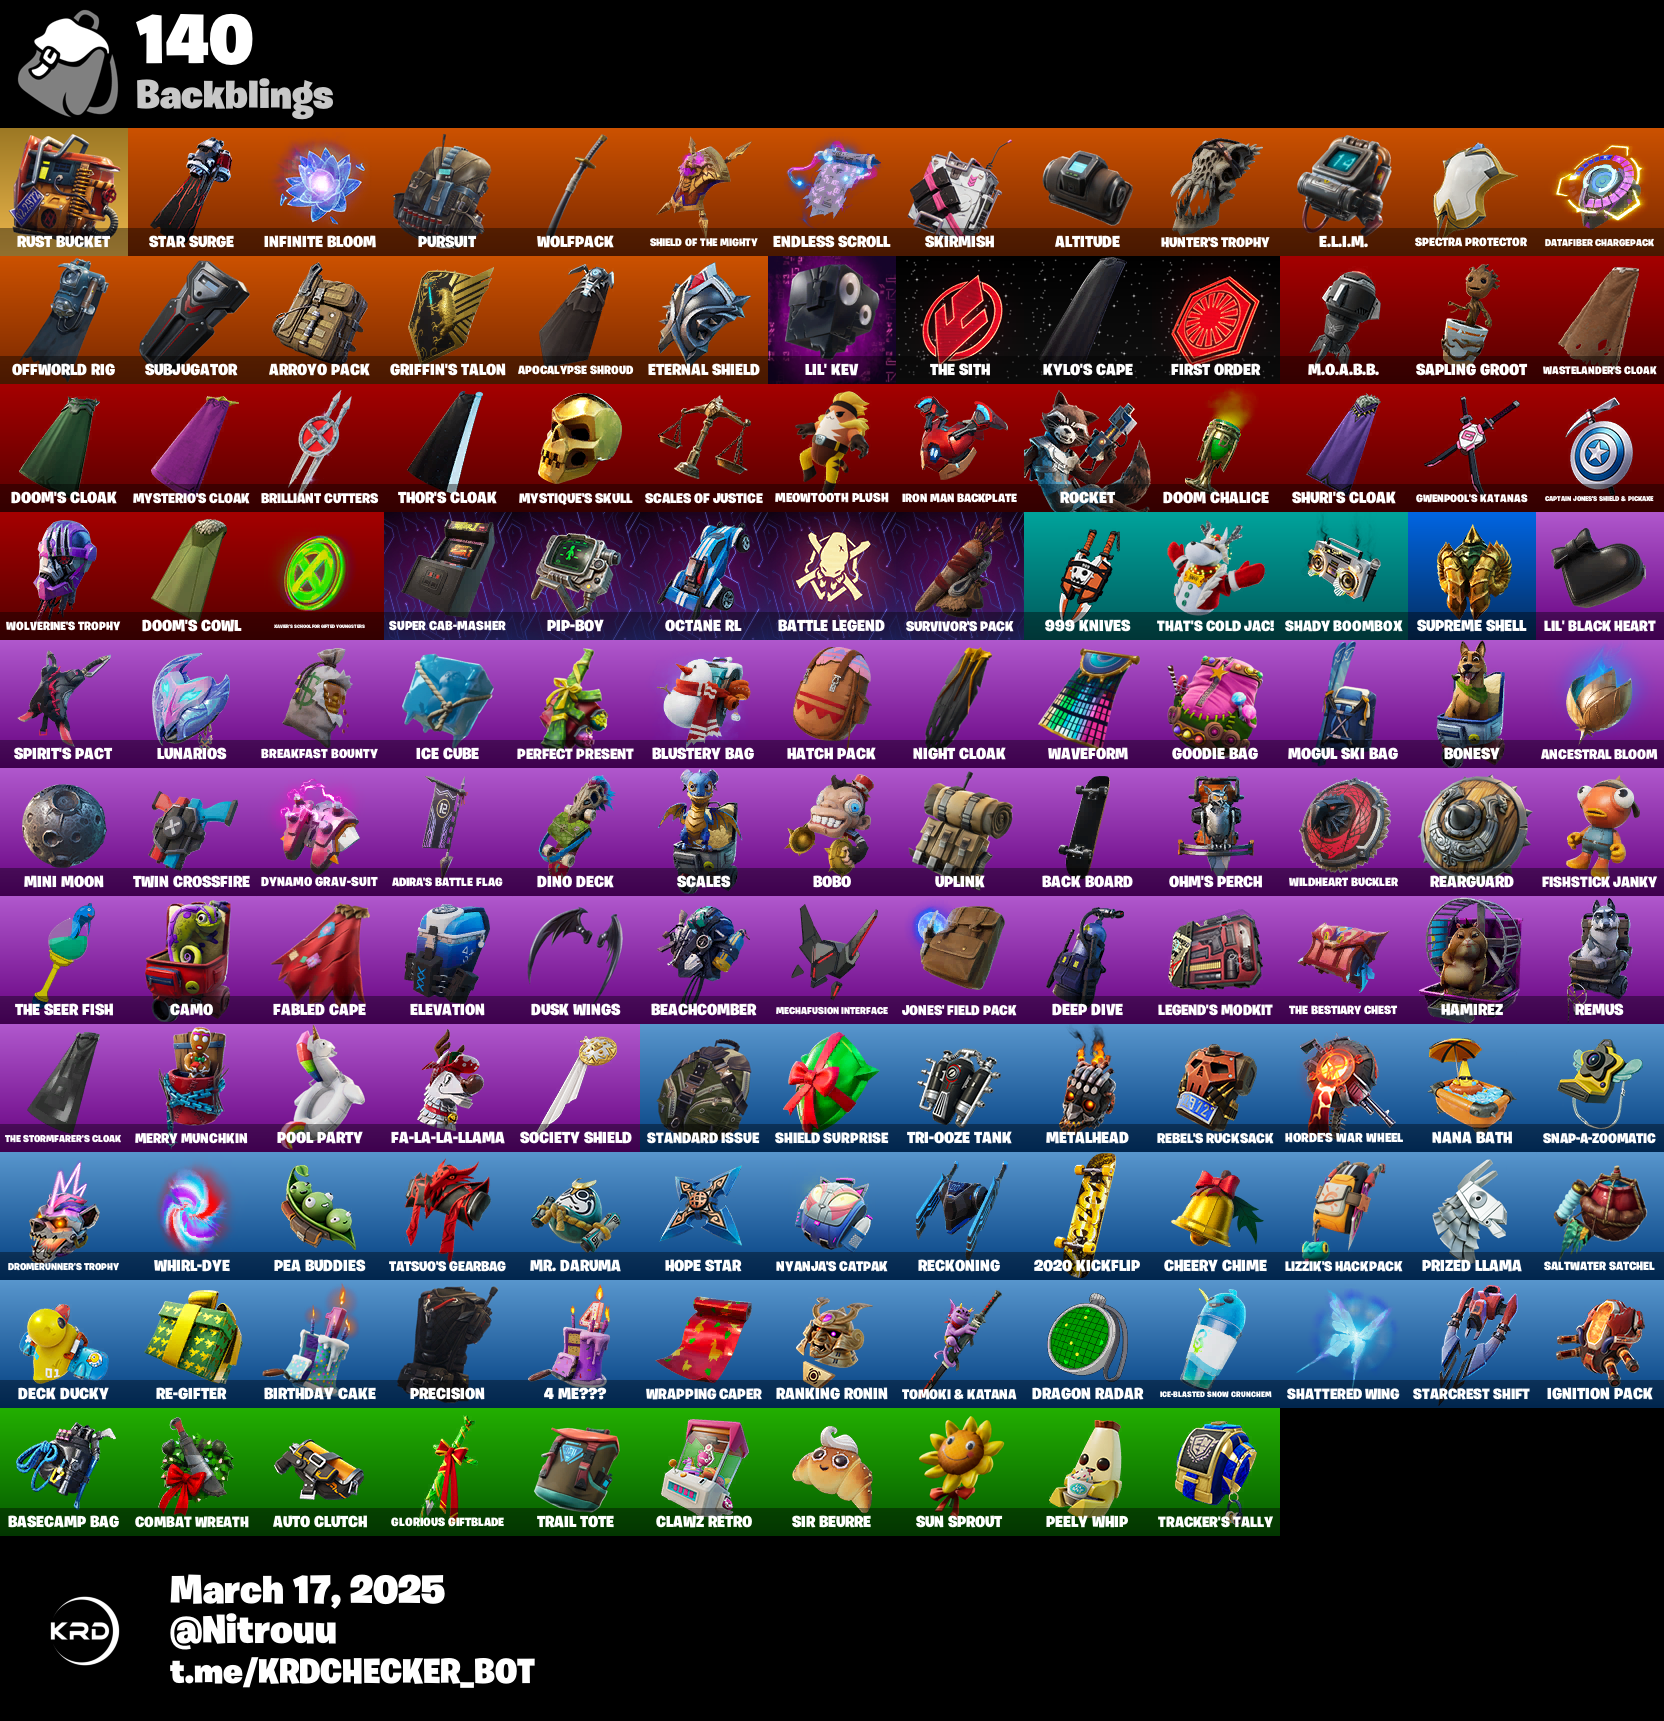 140
Backblings
RUST BUCKET STAR SURGE INFINITE BLOOM PURSUIT WOLFPACK SHIELD OF THE MIGHTY ENDLESS SCROLL SKIRMISH ALTITUDE HUNTER'S TROPHY E.L.I.M. SPECTRA PROTECTOR DATAFIBER CHARGEPACK
OFFWORLD RIG SUBJUGATOR ARROYO PACK GRIFFIN'S TALON APOCALYPSE SHROUD ETERNAL SHIELD LIL' KEV THE SITH KYLO'S CAPE FIRST ORDER M.O.A.B.B. SAPLING GROOT WASTELANDER'S CLOAK
DOOM'S CLOAK MYSTERIO'S CLOAK BRILLIANT CUTTERS THOR'S CLOAK MYSTIQUE'S SKULL SCALES OF JUSTICE MEOWTOOTH PLUSH IRON MAN BACKPLATE ROCKET DOOM CHALICE SHURI'S CLOAK GWENPOOL'S KATANAS CAPTAIN JONES'S SHIELD & PICKAXE
WOLVERINE'S TROPHY DOOM'S COWL XAVIER'S SCHOOL FOR GIFTED YOUNGSTERS SUPER CAB-MASHER PIP-BOY OCTANE RL BATTLE LEGEND SURVIVOR'S PACK 999 KNIVES THAT'S COLD JAC! SHADY BOOMBOX SUPREME SHELL LIL' BLACK HEART
SPIRIT'S PACT LUNARIOS BREAKFAST BOUNTY ICE CUBE PERFECT PRESENT BLUSTERY BAG HATCH PACK NIGHT CLOAK WAVEFORM GOODIE BAG MOGUL SKI BAG BONESY ANCESTRAL BLOOM
MINI MOON TWIN CROSSFIRE DYNAMO GRAV-SUIT ADIRA'S BATTLE FLAG DINO DECK SCALES BOBO UPLINK BACK BOARD OHM'S PERCH WILDHEART BUCKLER REARGUARD FISHSTICK JANKY
THE SEER FISH CAMO FABLED CAPE ELEVATION DUSK WINGS BEACHCOMBER MECHAFUSION INTERFACE JONES' FIELD PACK DEEP DIVE LEGEND'S MODKIT THE BESTIARY CHEST HAMIREZ REMUS
THE STORMFARER'S CLOAK MERRY MUNCHKIN POOL PARTY FA-LA-LA-LLAMA SOCIETY SHIELD STANDARD ISSUE SHIELD SURPRISE TRI-OOZE TANK METALHEAD REBEL'S RUCKSACK HORDE'S WAR WHEEL NANA BATH SNAP-A-ZOOMATIC
DROMERUNNER'S TROPHY WHIRL-DYE PEA BUDDIES TATSUO'S GEARBAG MR. DARUMA HOPE STAR NYANJA'S CATPAK RECKONING 2020 KICKFLIP CHEERY CHIME LIZZIK'S HACKPACK PRIZED LLAMA SALTWATER SATCHEL
DECK DUCKY RE-GIFTER BIRTHDAY CAKE PRECISION 4 ME??? WRAPPING CAPER RANKING RONIN TOMOKI & KATANA DRAGON RADAR ICE-BLASTED SNOW CRUNCHEM SHATTERED WING STARCREST SHIFT IGNITION PACK
BASECAMP BAG COMBAT WREATH AUTO CLUTCH GLORIOUS GIFTBLADE TRAIL TOTE CLAWZ RETRO SIR BEURRE SUN SPROUT PEELY WHIP TRACKER'S TALLY
KRD
March 17, 2025
@Nitrouu
t.me/KRDCHECKER_BOT